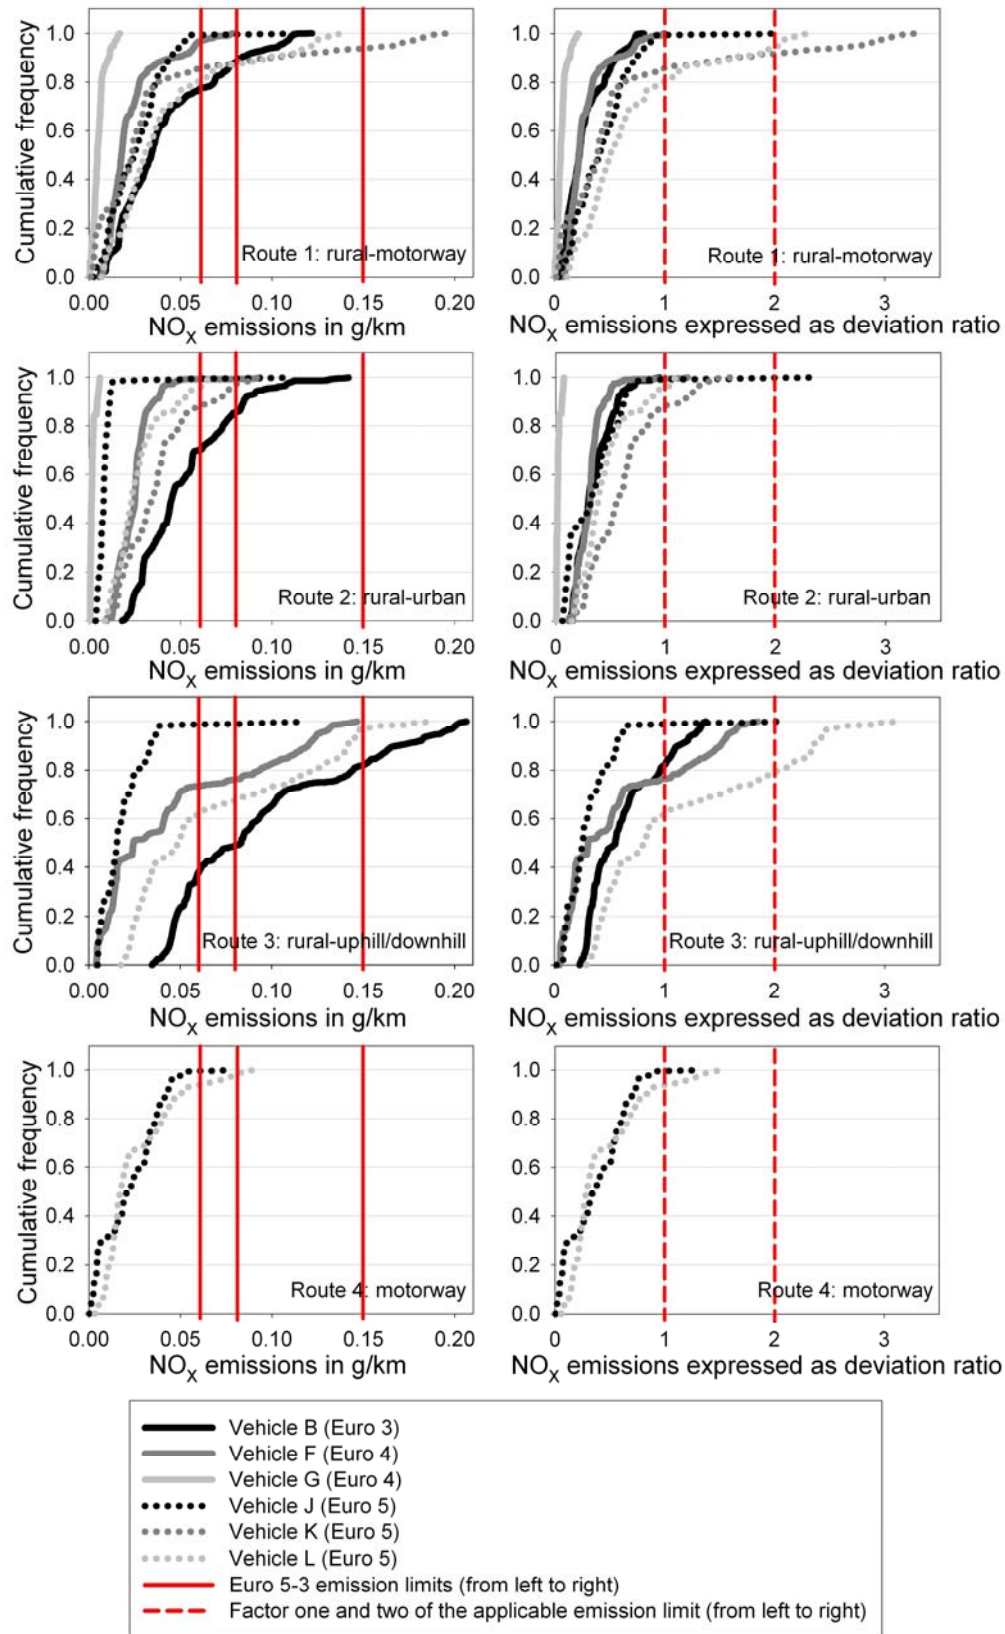 Cumulative frequency
1.0
0.8
0.6
0.4
0.2
0.0
Route 1: rural-motorway
0.00 0.05 0.10 0.15 0.20
NOX emissions in g/km
1.0
0.8
0.6
0.4
0.2
0.0
Route 1: rural-motorway
0 1 2 3
NOX emissions expressed as deviation ratio
Cumulative frequency
1.0
0.8
0.6
0.4
0.2
0.0
Route 2: rural-urban
0.00 0.05 0.10 0.15 0.20
NOX emissions in g/km
1.0
0.8
0.6
0.4
0.2
0.0
Route 2: rural-urban
0 1 2 3
NOX emissions expressed as deviation ratio
Cumulative frequency
1.0
0.8
0.6
0.4
0.2
0.0
Route 3: rural-uphill/downhill
0.00 0.05 0.10 0.15 0.20
NOX emissions in g/km
1.0
0.8
0.6
0.4
0.2
0.0
Route 3: rural-uphill/downhill
0 1 2 3
NOX emissions expressed as deviation ratio
Cumulative frequency
1.0
0.8
0.6
0.4
0.2
0.0
Route 4: motorway
0.00 0.05 0.10 0.15 0.20
NOX emissions in g/km
1.0
0.8
0.6
0.4
0.2
0.0
Route 4: motorway
0 1 2 3
NOX emissions expressed as deviation ratio
Vehicle B (Euro 3)
Vehicle F (Euro 4)
Vehicle G (Euro 4)
Vehicle J (Euro 5)
Vehicle K (Euro 5)
Vehicle L (Euro 5)
Euro 5-3 emission limits (from left to right)
Factor one and two of the applicable emission limit (from left to right)